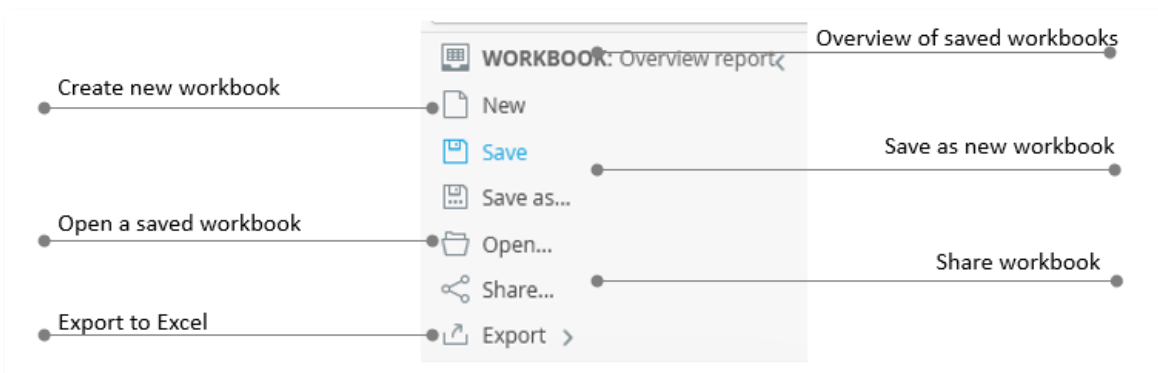 Overview of saved workbooks
WORKBOOK: Overview report
Create new workbook
New
Save as new workbook
Save
Save as...
Open a saved workbook
Open...
Share workbook
Share...
Export to Excel
Export